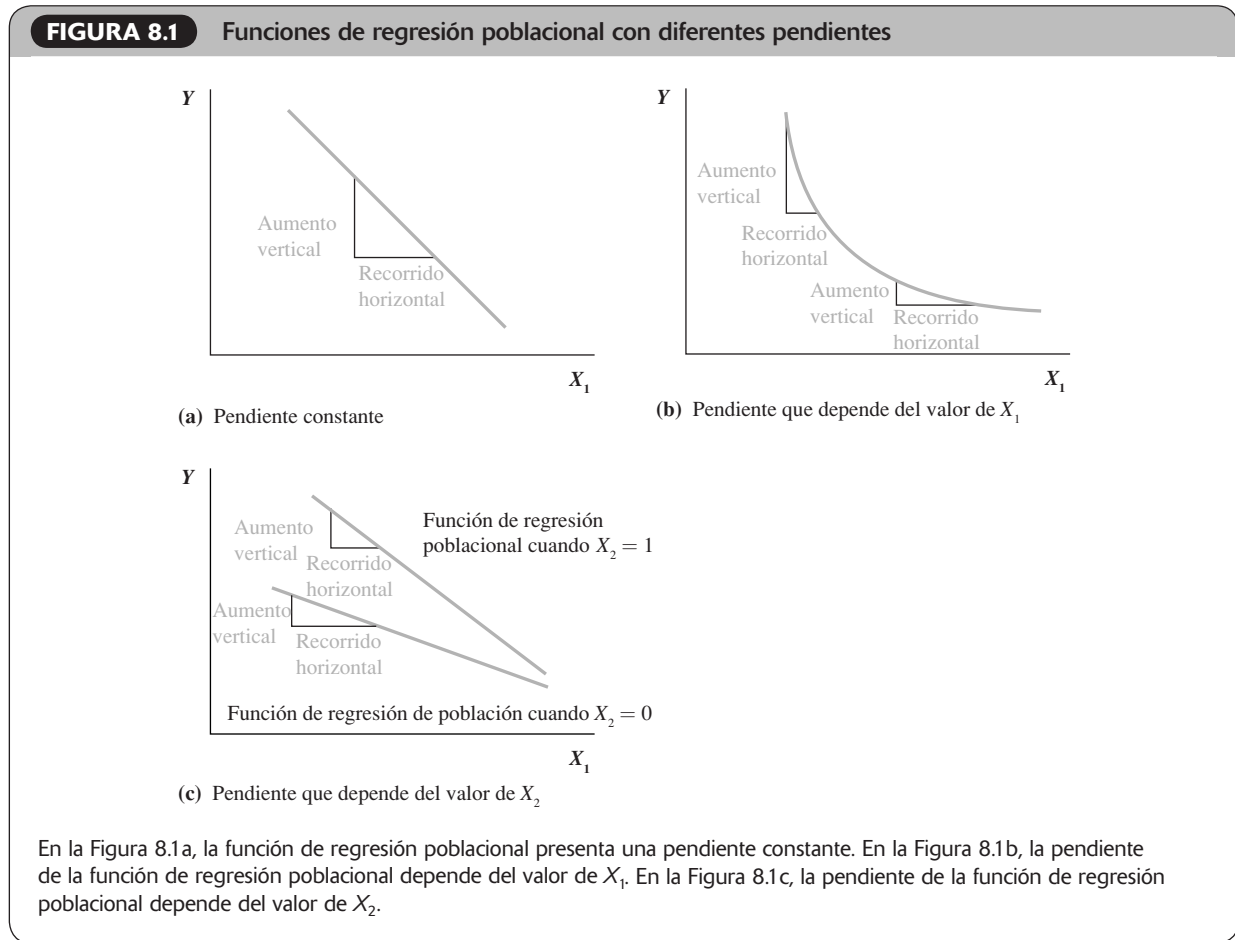 FIGURA 8.1 Funciones de regresión poblacional con diferentes pendientes
Y
Aumento
vertical
Recorrido
horizontal
X₁
(a) Pendiente constante
Y
Aumento
vertical
Recorrido
horizontal
Aumento
vertical
Recorrido
horizontal
X₁
(b) Pendiente que depende del valor de X₁
Y
Aumento
vertical
Recorrido
horizontal
Función de regresión
poblacional cuando X₂ = 1
Aumento
vertical
Recorrido
horizontal
Función de regresión de población cuando X₂ = 0
X₁
(c) Pendiente que depende del valor de X₂
En la Figura 8.1a, la función de regresión poblacional presenta una pendiente constante. En la Figura 8.1b, la pendiente
de la función de regresión poblacional depende del valor de X₁. En la Figura 8.1c, la pendiente de la función de regresión
poblacional depende del valor de X₂.